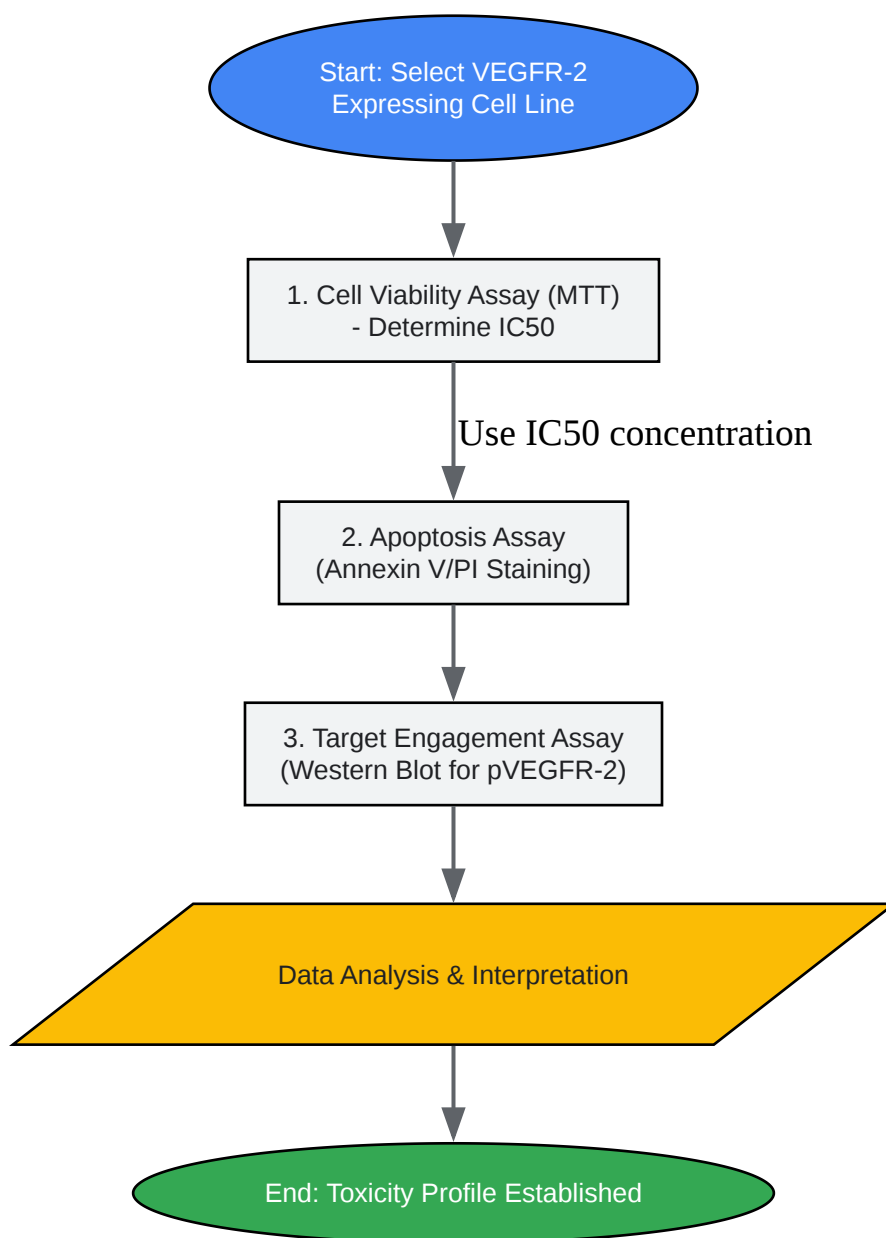 Start: Select VEGFR-2
Expressing Cell Line
1. Cell Viability Assay (MTT)
- Determine IC50
Use IC50 concentration
2. Apoptosis Assay
(Annexin V/PI Staining)
3. Target Engagement Assay
(Western Blot for pVEGFR-2)
Data Analysis & Interpretation
End: Toxicity Profile Established